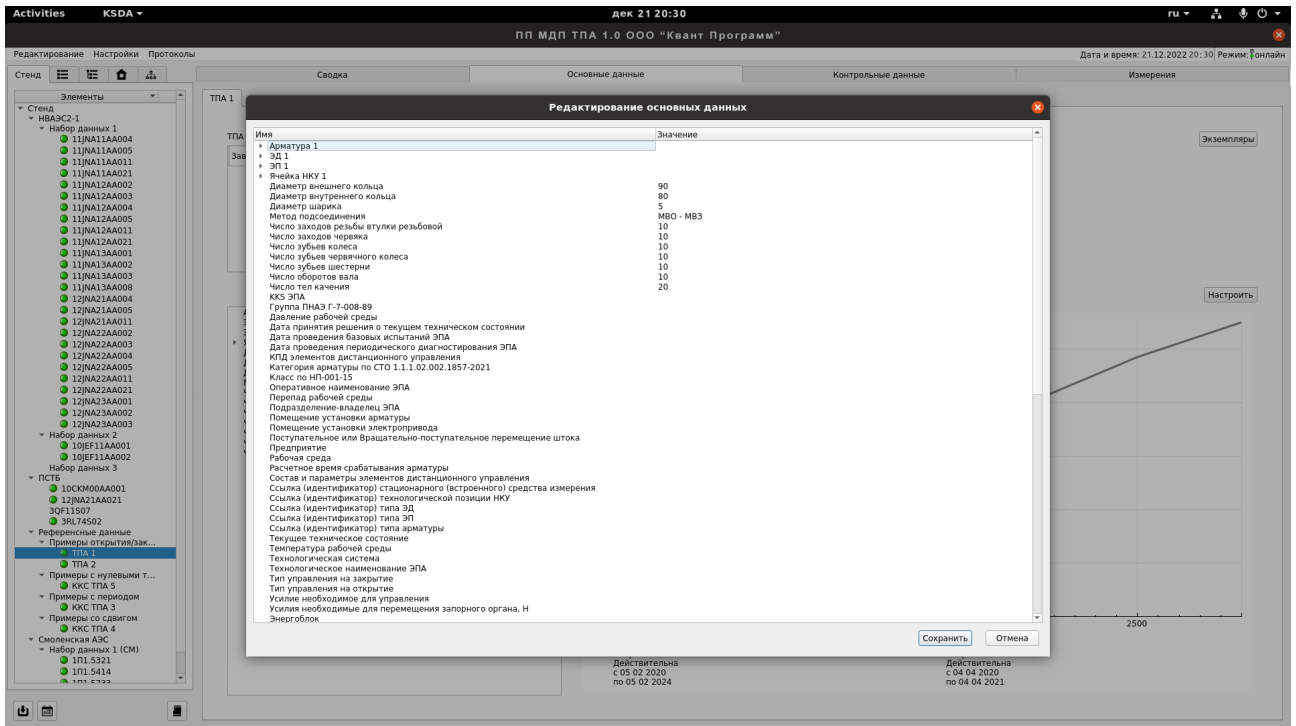 Activities KSDA дек 21 20:30 ru
ПП МДП ТПА 1.0 ООО "Квант Программ"
Редактирование Настройки Протоколы Дата и время: 21.12.2022 20:30 Режим: онлайн
Стенд Сводка Основные данные Контрольные данные Измерения
Элементы
Стенд
НВАЭС2-1
Набор данных 1
11JNA11AA004
11JNA11AA005
11JNA11AA011
11JNA11AA021
11JNA12AA002
11JNA12AA003
11JNA12AA004
11JNA12AA005
11JNA12AA011
11JNA12AA021
11JNA13AA001
11JNA13AA002
11JNA13AA003
11JNA13AA008
12JNA21AA004
12JNA21AA005
12JNA21AA011
12JNA22AA002
12JNA22AA003
12JNA22AA004
12JNA22AA005
12JNA22AA011
12JNA22AA021
12JNA23AA001
12JNA23AA002
12JNA23AA003
Набор данных 2
10JEF11AA001
10JEF11AA002
Набор данных 3
ПСТБ
10CKM00AA001
12JNA21AA021
3QF11S07
3RL74S02
Референсные данные
Примеры открытия/зак...
ТПА 1
ТПА 2
Примеры с нулевыми т...
ККС ТПА 5
Примеры с периодом
ККС ТПА 3
Примеры со сдвигом
ККС ТПА 4
Смоленская АЭС
Набор данных 1 (СМ)
1П1.5321
1П1.5414
1П1.5733
ТПА 1
ТПА
Зав
Экземпляры
Настроить
Редактирование основных данных
Имя Значение
Арматура 1
ЭД 1
ЭП 1
Ячейка НКУ 1
Диаметр внешнего кольца 90
Диаметр внутреннего кольца 80
Диаметр шарика 5
Метод подсоединения МВО - МВЗ
Число заходов резьбы втулки резьбовой 10
Число заходов червяка 10
Число зубьев колеса 10
Число зубьев червячного колеса 10
Число зубьев шестерни 10
Число оборотов вала 10
Число тел качения 20
KKS ЭПА
Группа ПНАЭ Г-7-008-89
Давление рабочей среды
Дата принятия решения о текущем техническом состоянии
Дата проведения базовых испытаний ЭПА
Дата проведения периодического диагностирования ЭПА
КПД элементов дистанционного управления
Категория арматуры по СТО 1.1.1.02.002.1857-2021
Класс по НП-001-15
Оперативное наименование ЭПА
Перепад рабочей среды
Подразделение-владелец ЭПА
Помещение установки арматуры
Помещение установки электропривода
Поступательное или Вращательно-поступательное перемещение штока
Предприятие
Рабочая среда
Расчетное время срабатывания арматуры
Состав и параметры элементов дистанционного управления
Ссылка (идентификатор) стационарного (встроенного) средства измерения
Ссылка (идентификатор) технологической позиции НКУ
Ссылка (идентификатор) типа ЭД
Ссылка (идентификатор) типа ЭП
Ссылка (идентификатор) типа арматуры
Текущее техническое состояние
Температура рабочей среды
Технологическая система
Технологическое наименование ЭПА
Тип управления на закрытие
Тип управления на открытие
Усилие необходимое для управления
Усилия необходимые для перемещения запорного органа, Н
Энергоблок
Сохранить Отмена
2500
Действительна Действительна
с 05 02 2020 с 04 04 2020
по 05 02 2024 по 04 04 2021